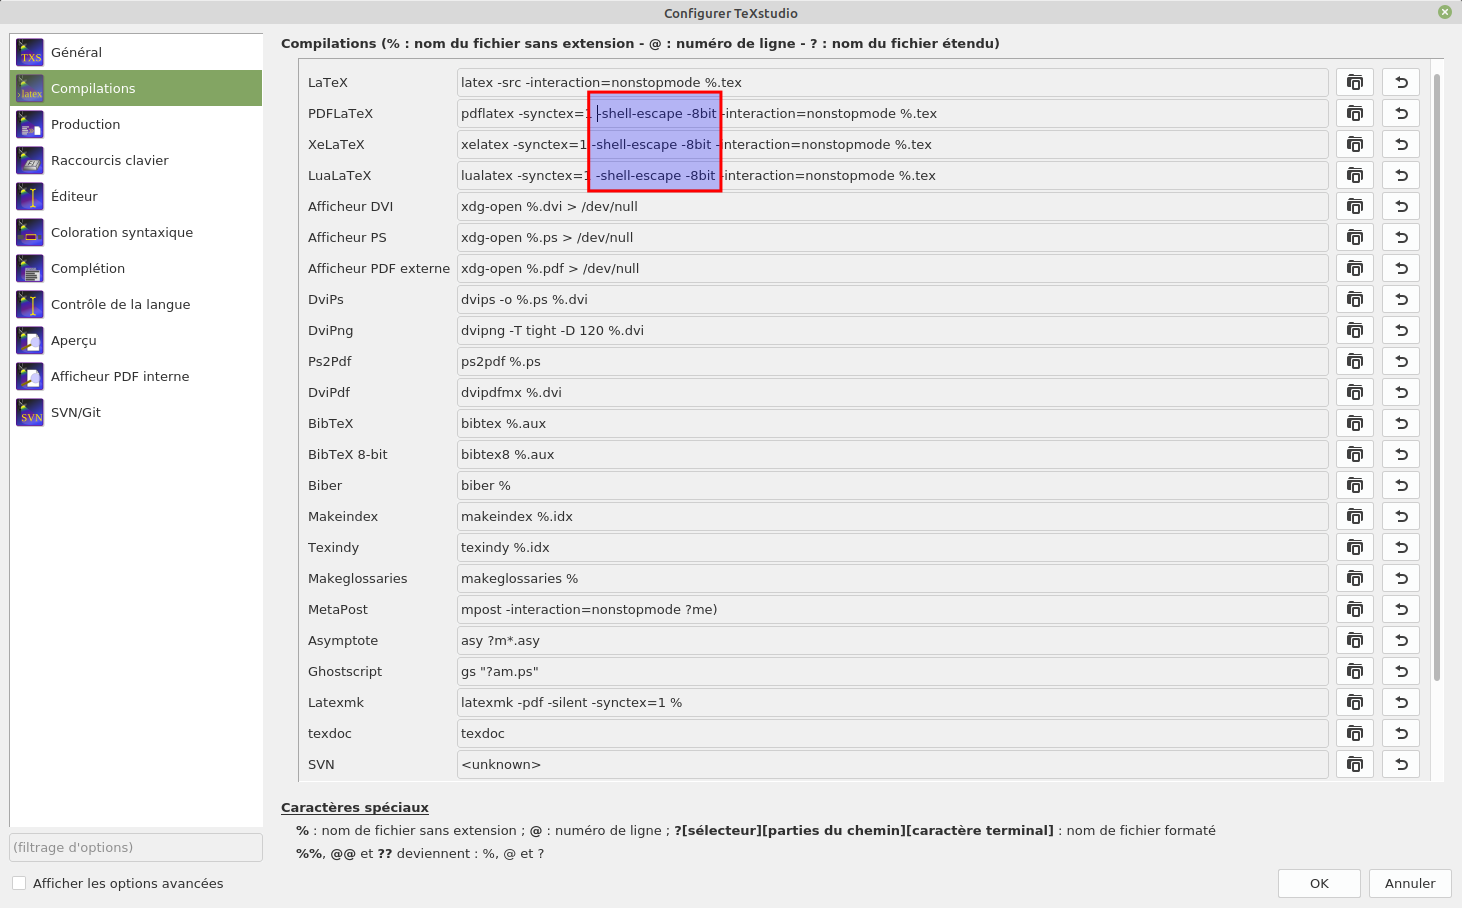 Configurer TeXstudio
Général
Compilations
Production
Raccourcis clavier
Éditeur
Coloration syntaxique
Complétion
Contrôle de la langue
Aperçu
Afficheur PDF interne
SVN/Git
(filtrage d'options)
Afficher les options avancées
Compilations (% : nom du fichier sans extension - @ : numéro de ligne - ? : nom du fichier étendu)
LaTeX latex -src -interaction=nonstopmode %.tex
PDFLaTeX pdflatex -synctex=1 -shell-escape -8bit -interaction=nonstopmode %.tex
XeLaTeX xelatex -synctex=1 -shell-escape -8bit -interaction=nonstopmode %.tex
LuaLaTeX lualatex -synctex=1 -shell-escape -8bit -interaction=nonstopmode %.tex
Afficheur DVI xdg-open %.dvi > /dev/null
Afficheur PS xdg-open %.ps > /dev/null
Afficheur PDF externe xdg-open %.pdf > /dev/null
DviPs dvips -o %.ps %.dvi
DviPng dvipng -T tight -D 120 %.dvi
Ps2Pdf ps2pdf %.ps
DviPdf dvipdfmx %.dvi
BibTeX bibtex %.aux
BibTeX 8-bit bibtex8 %.aux
Biber biber %
Makeindex makeindex %.idx
Texindy texindy %.idx
Makeglossaries makeglossaries %
MetaPost mpost -interaction=nonstopmode ?me)
Asymptote asy ?m*.asy
Ghostscript gs "?am.ps"
Latexmk latexmk -pdf -silent -synctex=1 %
texdoc texdoc
SVN <unknown>
Caractères spéciaux
% : nom de fichier sans extension ; @ : numéro de ligne ; ?[sélecteur][parties du chemin][caractère terminal] : nom de fichier formaté
%%, @@ et ?? deviennent : %, @ et ?
OK Annuler